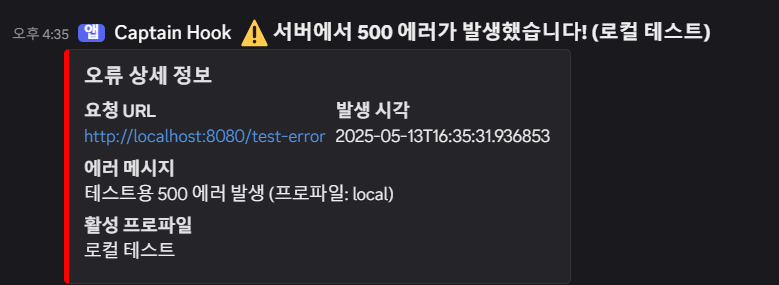 오후 4:35 앱 Captain Hook ⚠️ 서버에서 500 에러가 발생했습니다! (로컬 테스트)
오류 상세 정보
요청 URL 발생 시각
http://localhost:8080/test-error 2025-05-13T16:35:31.936853
에러 메시지
테스트용 500 에러 발생 (프로파일: local)
활성 프로파일
로컬 테스트